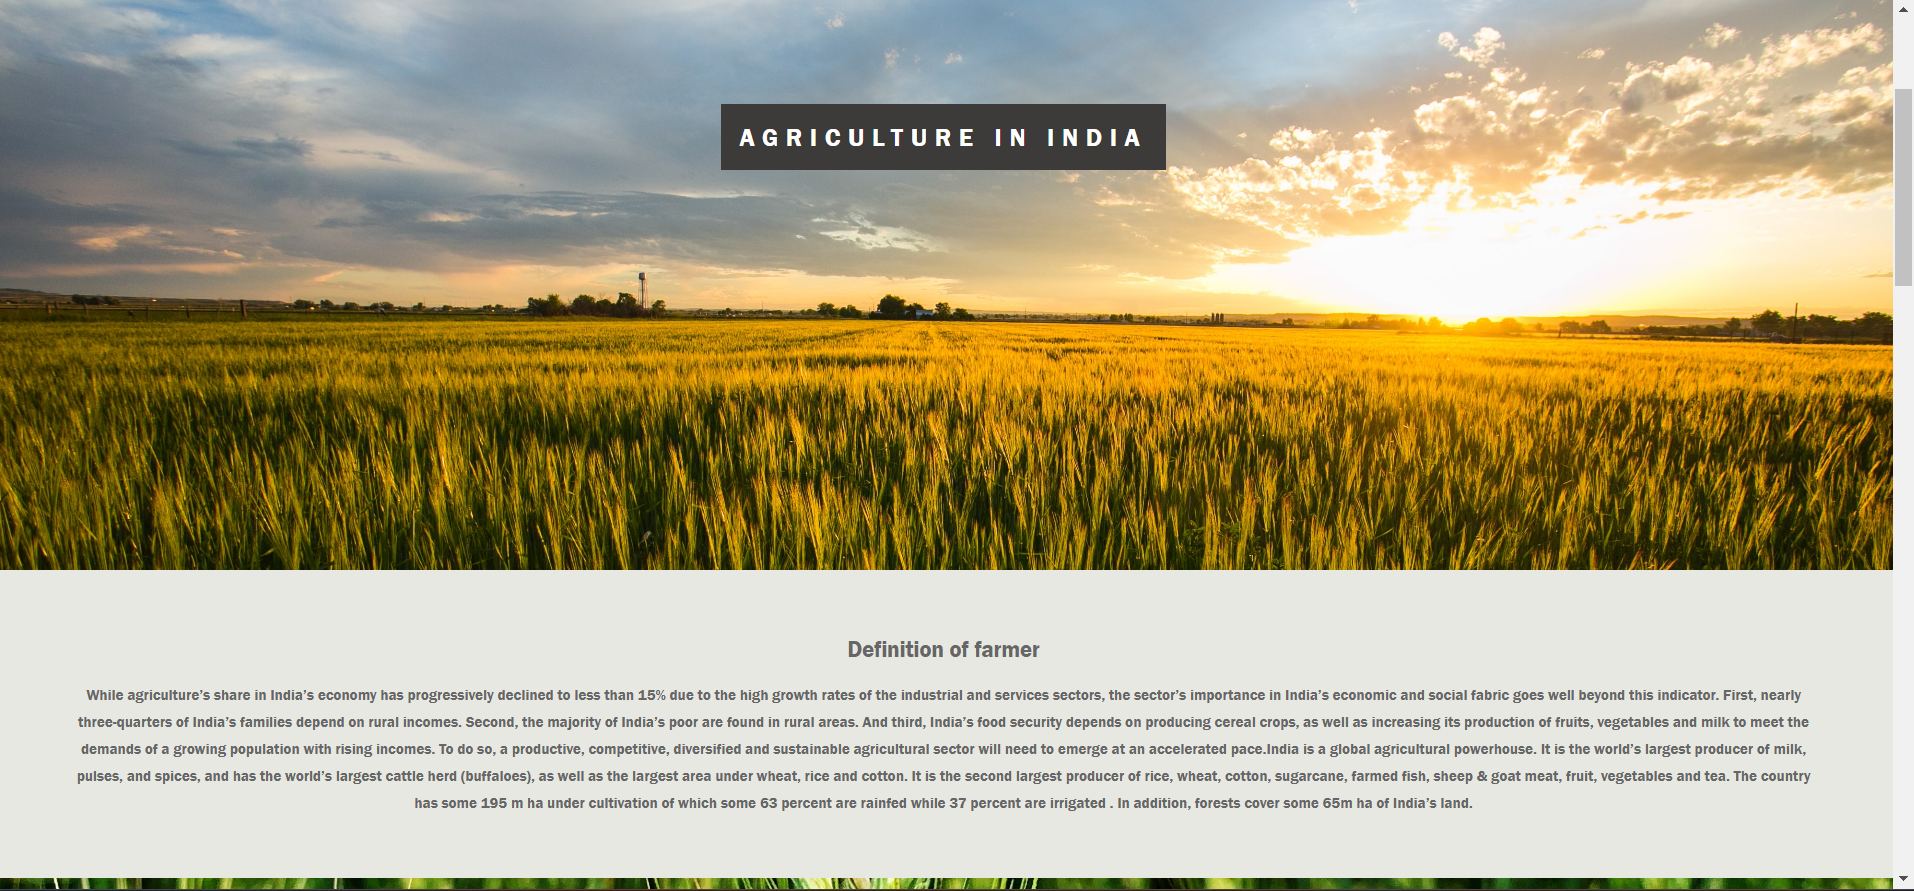 AGRICULTURE IN INDIA
Definition of farmer
While agriculture’s share in India’s economy has progressively declined to less than 15% due to the high growth rates of the industrial and services sectors, the sector’s importance in India’s economic and social fabric goes well beyond this indicator. First, nearly
three-quarters of India’s families depend on rural incomes. Second, the majority of India’s poor are found in rural areas. And third, India’s food security depends on producing cereal crops, as well as increasing its production of fruits, vegetables and milk to meet the
demands of a growing population with rising incomes. To do so, a productive, competitive, diversified and sustainable agricultural sector will need to emerge at an accelerated pace.India is a global agricultural powerhouse. It is the world’s largest producer of milk,
pulses, and spices, and has the world’s largest cattle herd (buffaloes), as well as the largest area under wheat, rice and cotton. It is the second largest producer of rice, wheat, cotton, sugarcane, farmed fish, sheep & goat meat, fruit, vegetables and tea. The country
has some 195 m ha under cultivation of which some 63 percent are rainfed while 37 percent are irrigated . In addition, forests cover some 65m ha of India’s land.